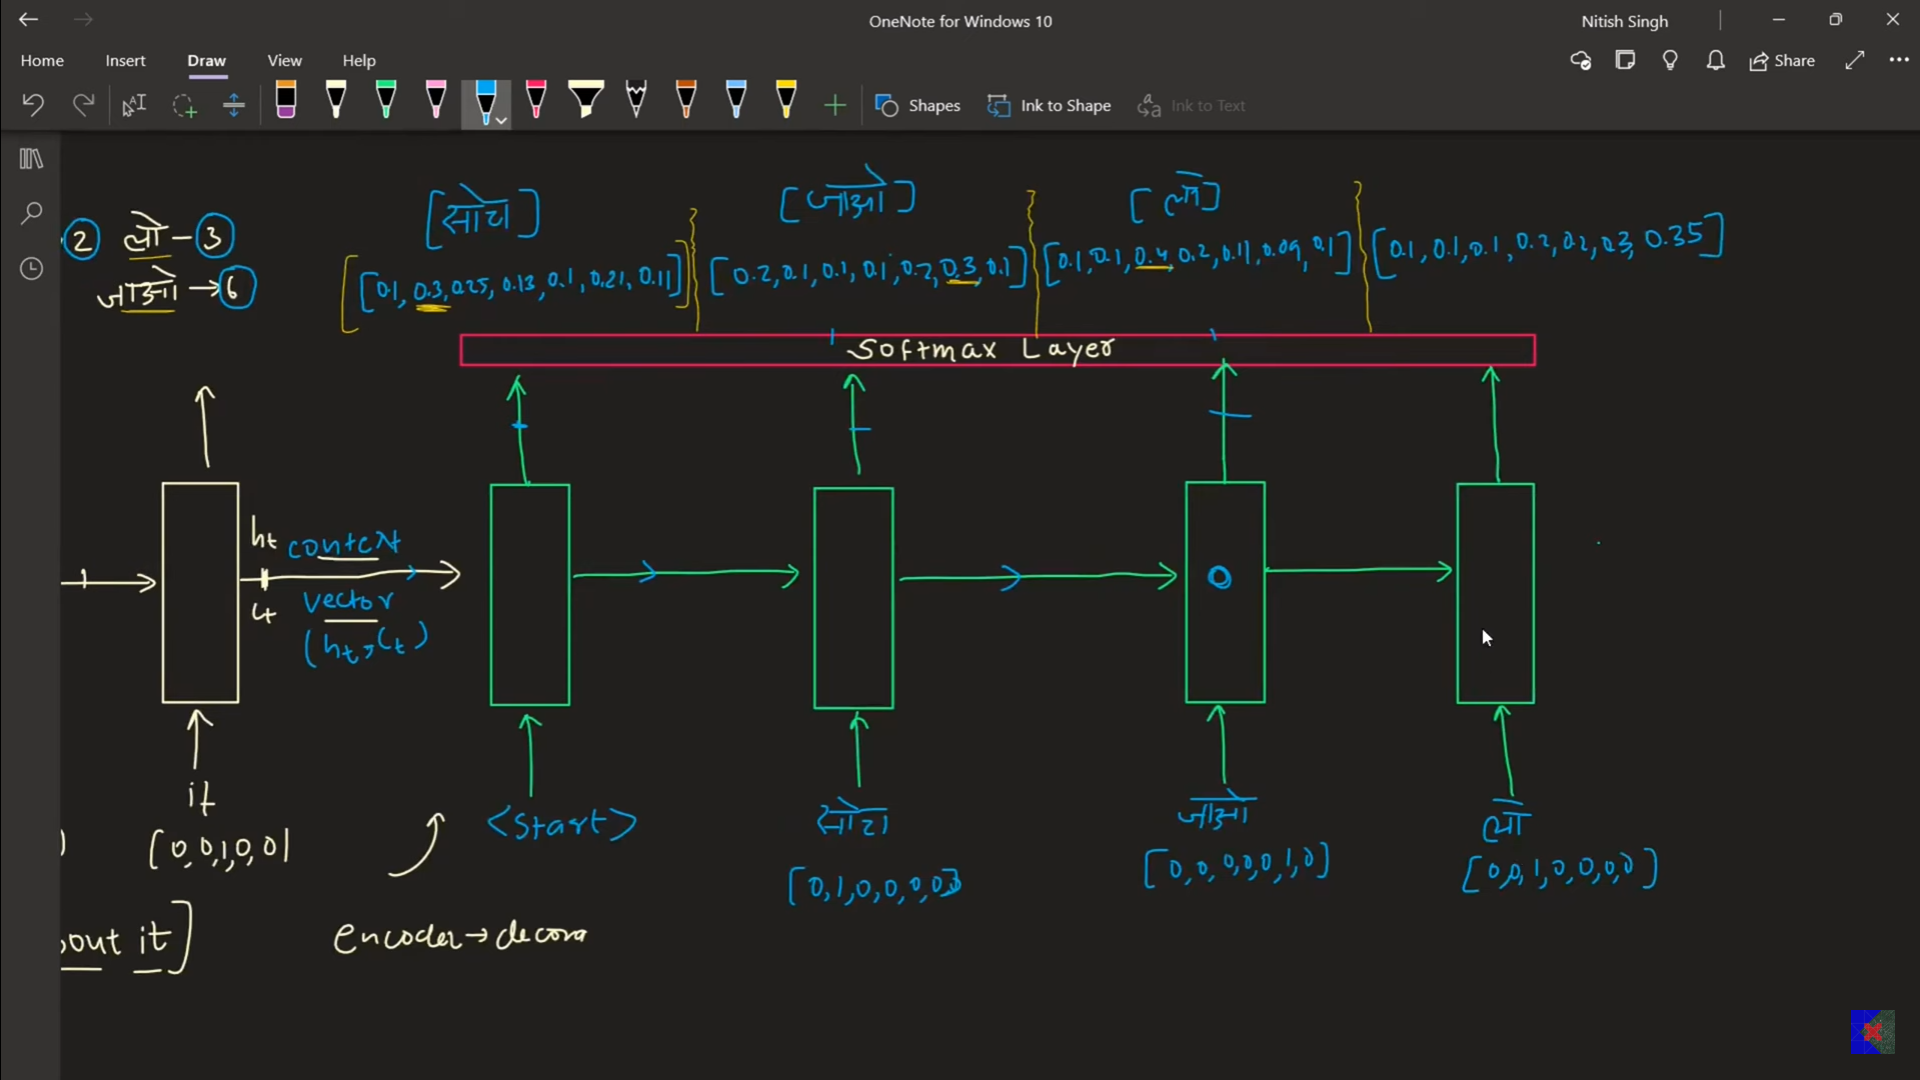 OneNote for Windows 10
Nitish Singh
Home Insert Draw View Help
Share
Shapes Ink to Shape Ink to Text
2 लो - 3
जाओ → 6
[सोचा] [जाओ] [लो]
[0.1, 0.3, 0.25, 0.13, 0.1, 0.21, 0.11] [0.2, 0.1, 0.1, 0.1, 0.2, 0.3, 0.1] [0.1, 0.1, 0.4, 0.2, 0.11, 0.09, 0.1] [0.1, 0.1, 0.1, 0.2, 0.2, 0.3, 0.35]
Softmax Layer
ht context
ct vector
(ht, ct)
it <start> सोचा जाओ लो
[0,0,1,0,0] [0,1,0,0,0,0,0] [0,0,0,0,0,1,0] [0,0,1,0,0,0,0]
bout it]
encoder →